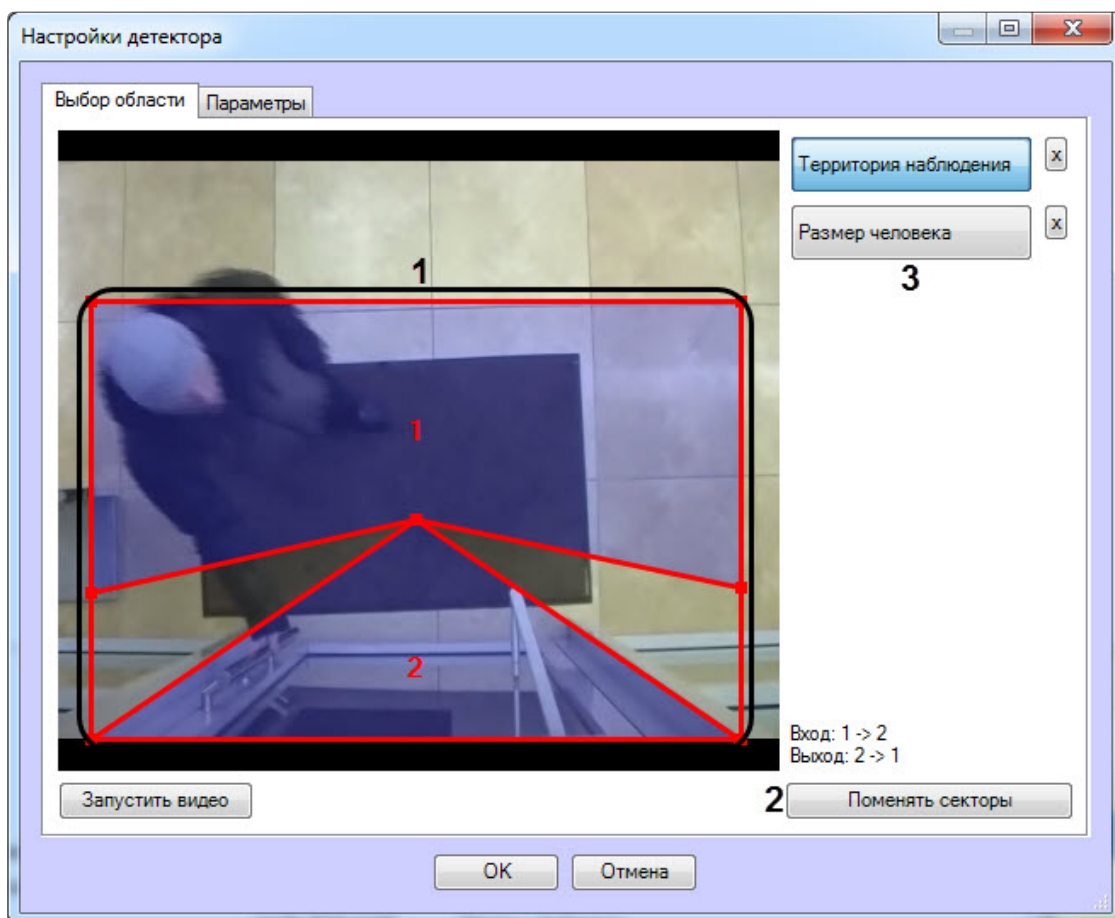 Настройки детектора
X
Выбор области
Параметры
Территория наблюдения
x
Размер человека
x
1
3
1
2
Вход: 1 -> 2
Выход: 2 -> 1
Запустить видео
2
Поменять секторы
OK
Отмена